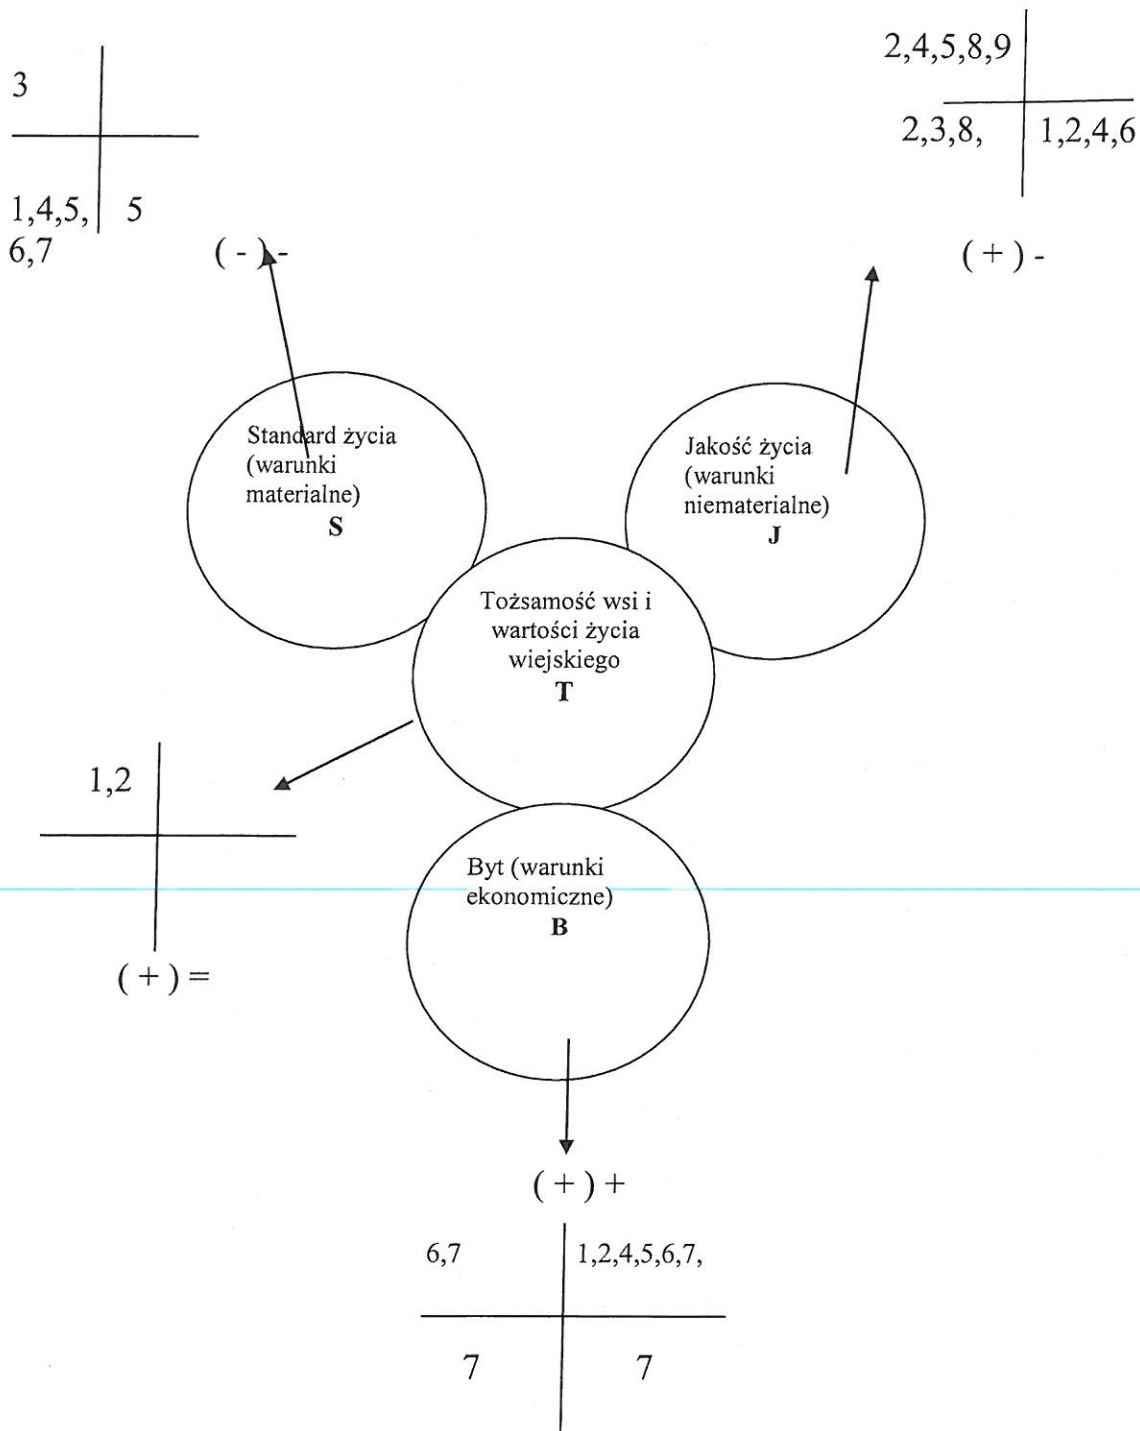 3
1,4,5,
6,7
5
( - ) -
2,4,5,8,9
2,3,8,
1,2,4,6
( + ) -
Standard życia
(warunki
materialne)
S
Jakość życia
(warunki
niematerialne)
J
Tożsamość wsi i
wartości życia
wiejskiego
T
1,2
( + ) =
Byt (warunki
ekonomiczne)
B
( + ) +
6,7
1,2,4,5,6,7,
7
7